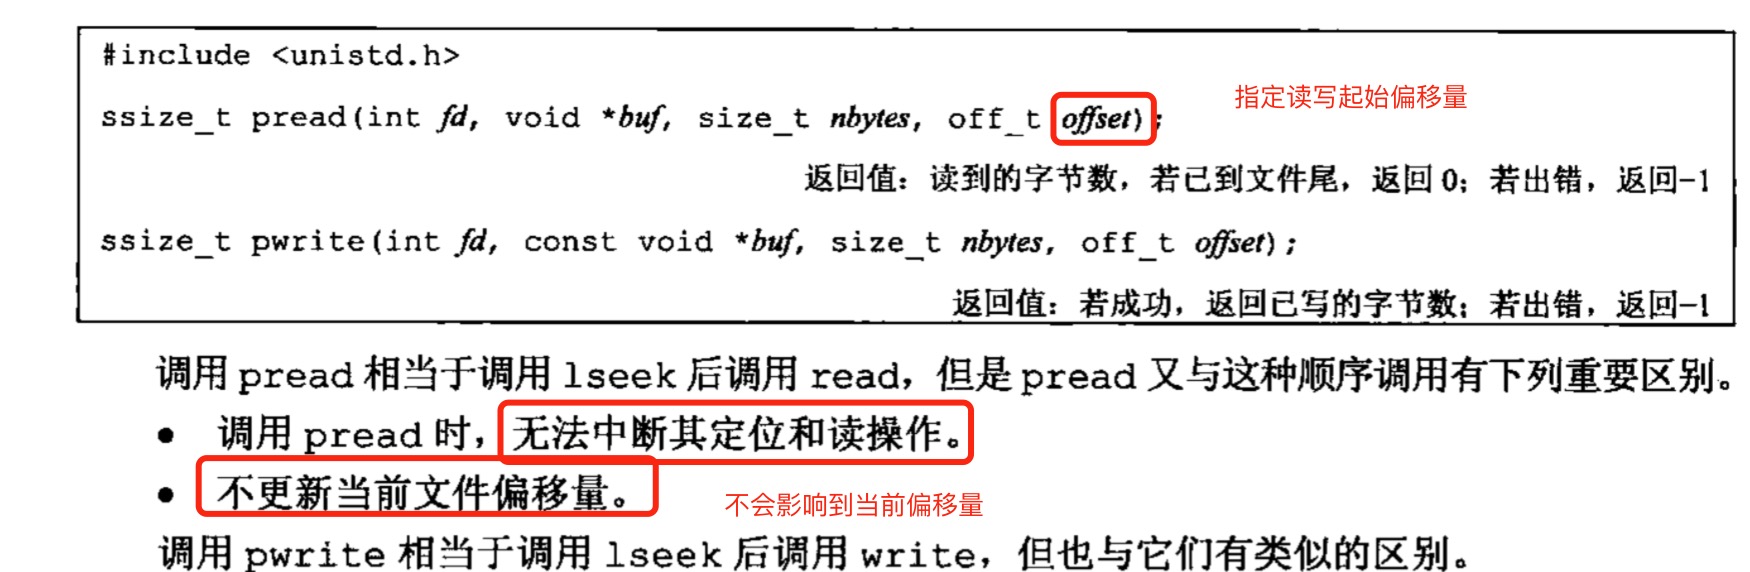 #include <unistd.h>
指定读写起始偏移量
ssize_t pread(int fd, void *buf, size_t nbytes, off_t offset);
返回值：读到的字节数，若已到文件尾，返回 0；若出错，返回-1
ssize_t pwrite(int fd, const void *buf, size_t nbytes, off_t offset);
返回值：若成功，返回已写的字节数；若出错，返回-1
调用 pread 相当于调用 lseek 后调用 read，但是 pread 又与这种顺序调用有下列重要区别。
• 调用 pread 时，无法中断其定位和读操作。
• 不更新当前文件偏移量。 不会影响到当前偏移量
调用 pwrite 相当于调用 lseek 后调用 write，但也与它们有类似的区别。